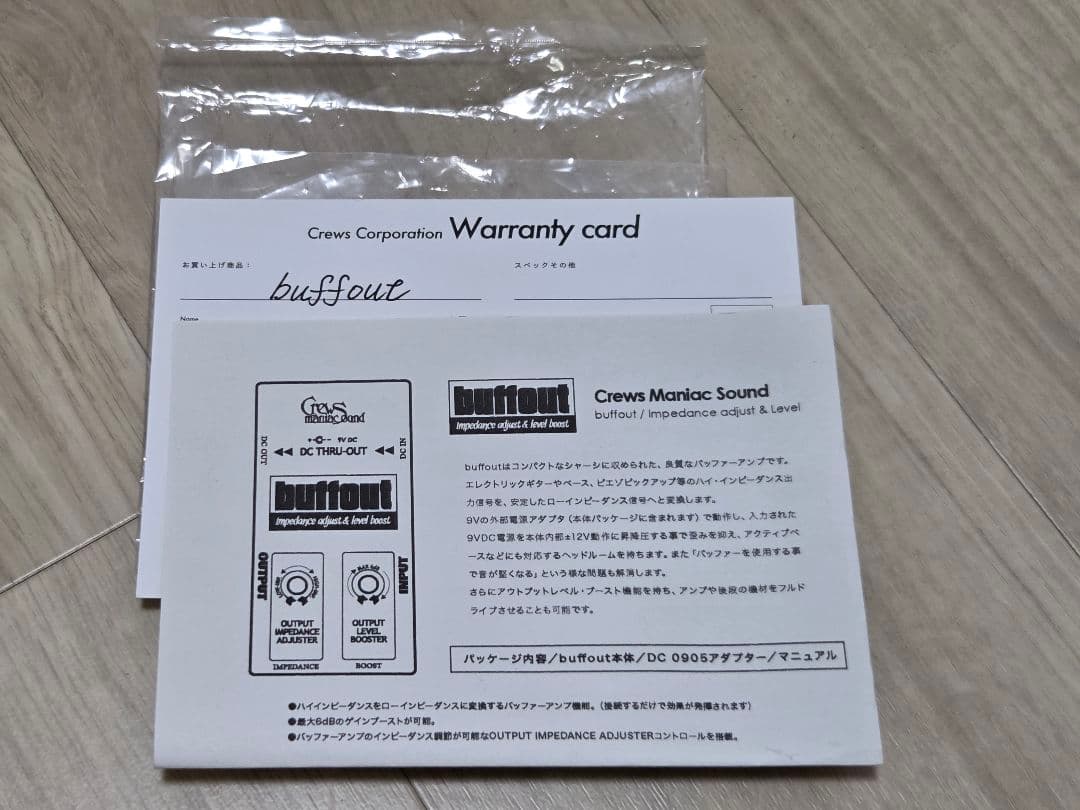 Crews Corporation Warranty card
お買い上げ商品：
スペックその他
buffout
Name
Crews
maniac sound
9V DC
DC OUT
DC THRU-OUT
DC IN
buffout
impedance adjust & level boost
OUTPUT
INPUT
OUTPUT
IMPEDANCE
ADJUSTER
OUTPUT
LEVEL
BOOSTER
IMPEDANCE
BOOST
buffout
impedance adjust & level boost
Crews Maniac Sound
buffout / Impedance adjust & Level
buffoutはコンパクトなシャーシに収められた、良質なバッファーアンプです。
エレクトリックギターやベース、ピエゾピックアップ等のハイ・インピーダンス出
力信号を、安定したローインピーダンス信号へと変換します。
9Vの外部電源アダプタ（本体パッケージに含まれます）で動作し、入力された
9VDC電源を本体内部±12V動作に昇降圧する事で歪みを抑え、アクティブベ
ースなどにも対応するヘッドルームを持ちます。また「バッファーを使用する事
で音が堅くなる」という様な問題も解消します。
さらにアウトプットレベル・ブースト機能を持ち、アンプや後段の機材をフルド
ライブさせることも可能です。
パッケージ内容／buffout本体／DC 0905アダプター／マニュアル
●ハイインピーダンスをローインピーダンスに変換するバッファーアンプ機能。（接続するだけで効果が発揮されます）
●最大6dBのゲインブーストが可能。
●バッファーアンプのインピーダンス調節が可能なOUTPUT IMPEDANCE ADJUSTERコントロールを搭載。